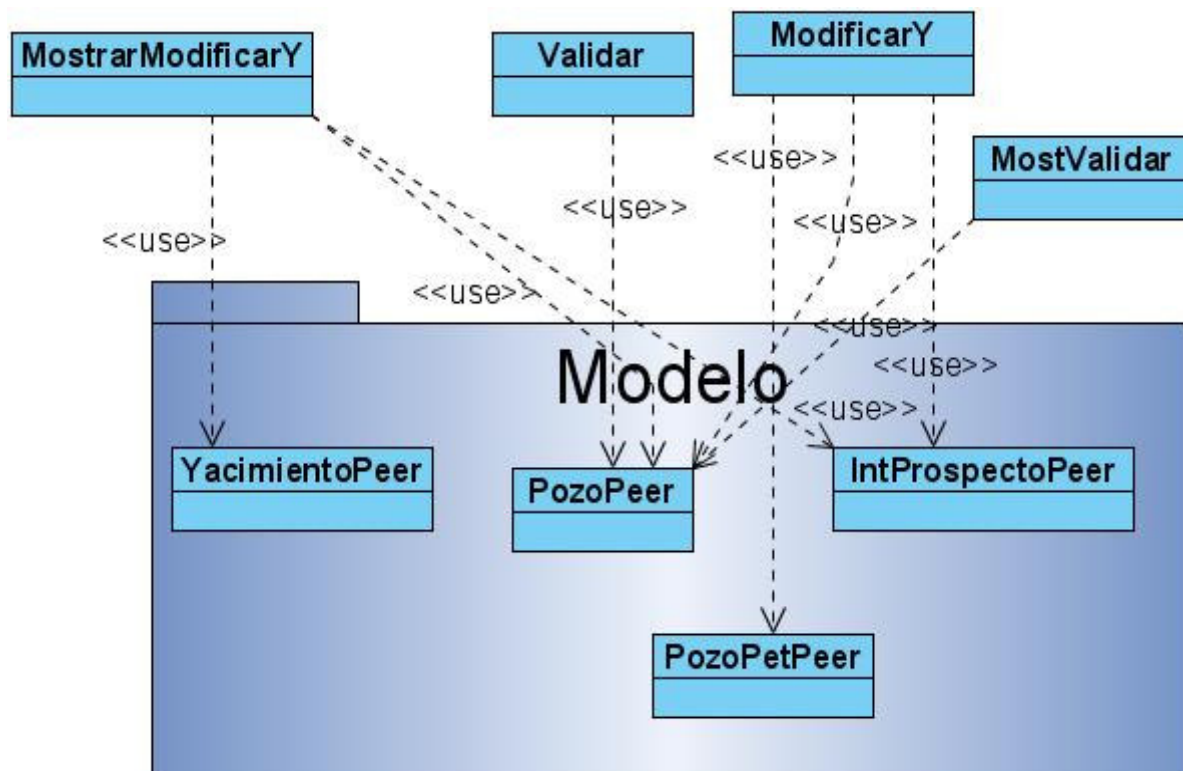 MostrarModificarY
Validar
ModificarY
MostValidar
<<use>>
<<use>>
<<use>>
<<use>>
<<use>>
<<use>>
<<use>>
<<use>>
Modelo
YacimientoPeer
PozoPeer
IntProspectoPeer
PozoPetPeer